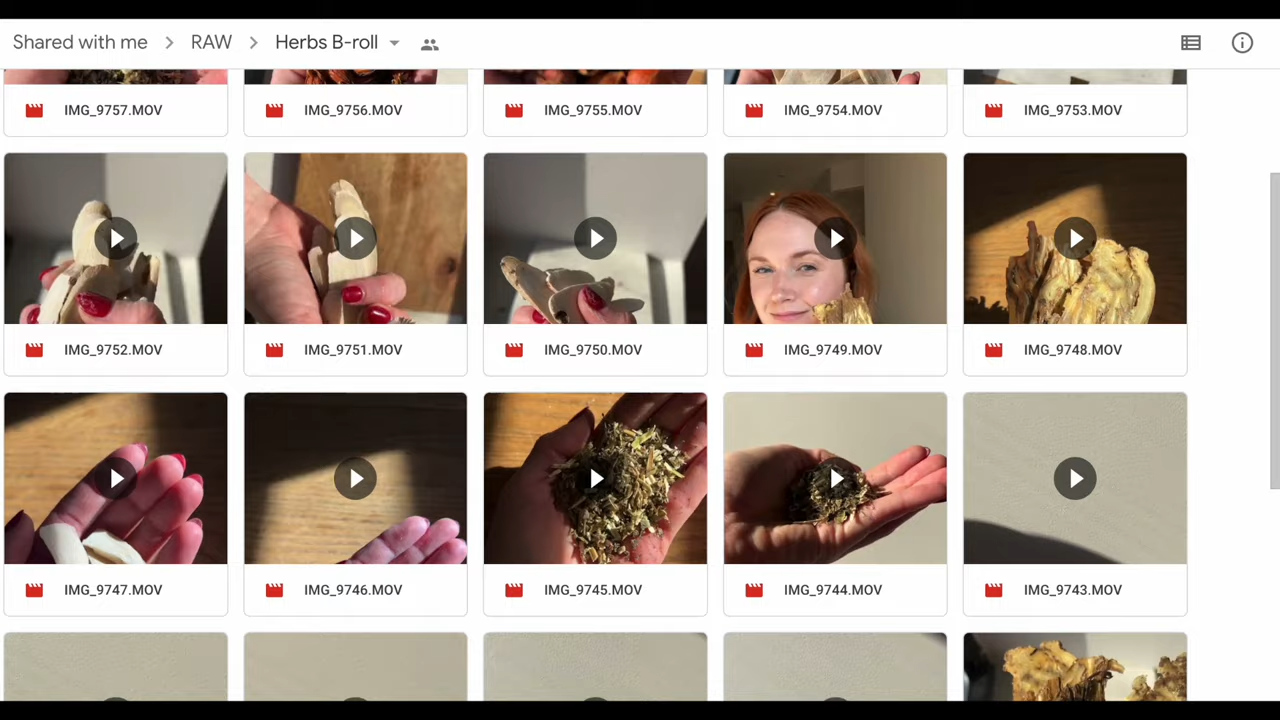 Shared with me > RAW > Herbs B-roll
IMG_9757.MOV IMG_9756.MOV IMG_9755.MOV IMG_9754.MOV IMG_9753.MOV
IMG_9752.MOV IMG_9751.MOV IMG_9750.MOV IMG_9749.MOV IMG_9748.MOV
IMG_9747.MOV IMG_9746.MOV IMG_9745.MOV IMG_9744.MOV IMG_9743.MOV